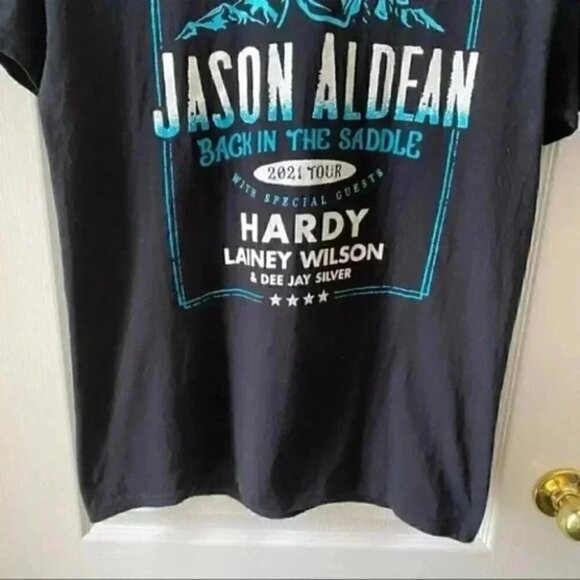 JASON ALDEAN
BACK IN THE SADDLE
2021 TOUR
WITH SPECIAL GUESTS
HARDY
LAINEY WILSON
& DEE JAY SILVER